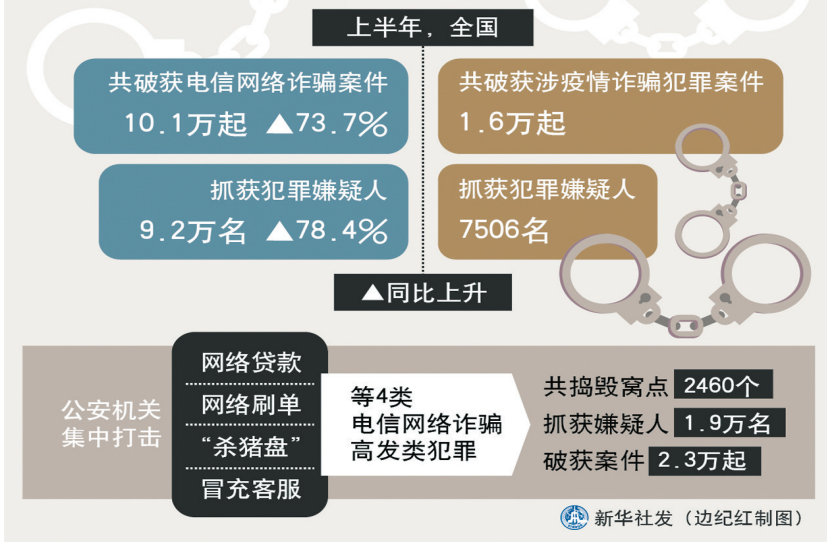 上半年，全国
共破获电信网络诈骗案件
10.1万起 ▲73.7%
抓获犯罪嫌疑人
9.2万名 ▲78.4%
共破获涉疫情诈骗犯罪案件
1.6万起
抓获犯罪嫌疑人
7506名
▲同比上升
公安机关
集中打击
网络贷款
网络刷单
“杀猪盘”
冒充客服
等4类
电信网络诈骗
高发类犯罪
共捣毁窝点 2460个
抓获嫌疑人 1.9万名
破获案件 2.3万起
新华社发（边纪红制图）